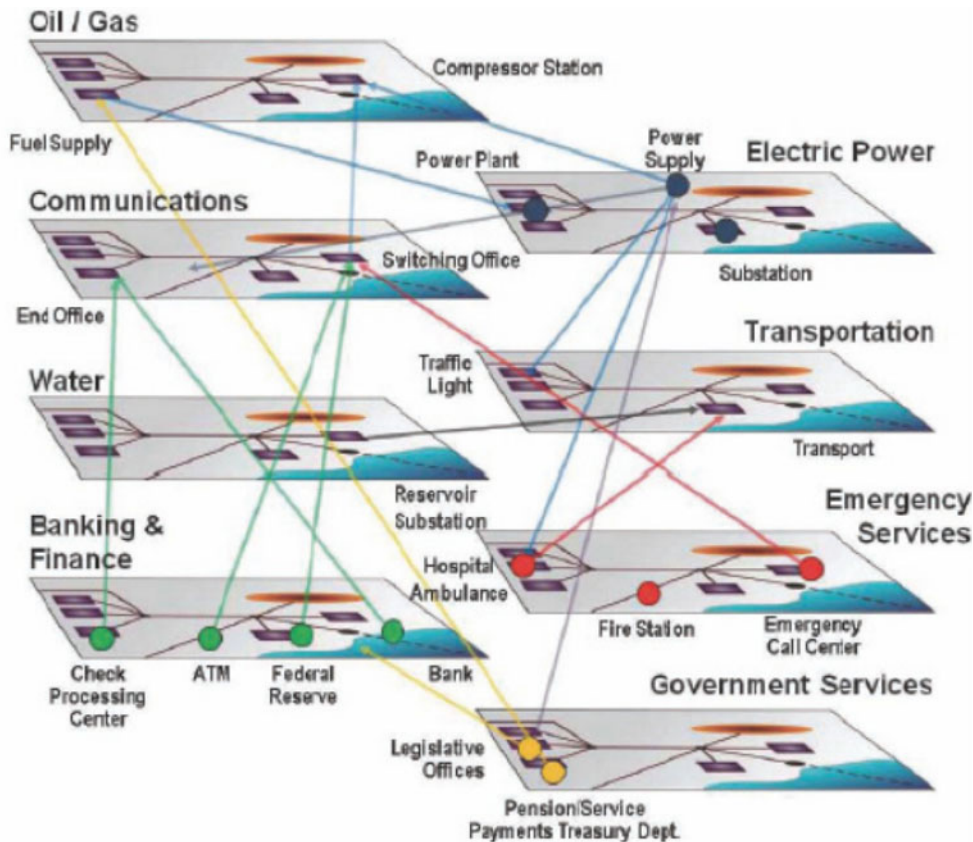 Oil / Gas
Compressor Station
Fuel Supply
Power Plant
Power
Supply
Electric Power
Communications
Switching Office
Substation
End Office
Transportation
Traffic
Light
Water
Transport
Reservoir
Substation
Emergency
Services
Banking &
Finance
Hospital
Ambulance
Fire Station
Emergency
Call Center
Check
Processing
Center
ATM
Federal
Reserve
Bank
Government Services
Legislative
Offices
Pension/Service
Payments Treasury Dept.